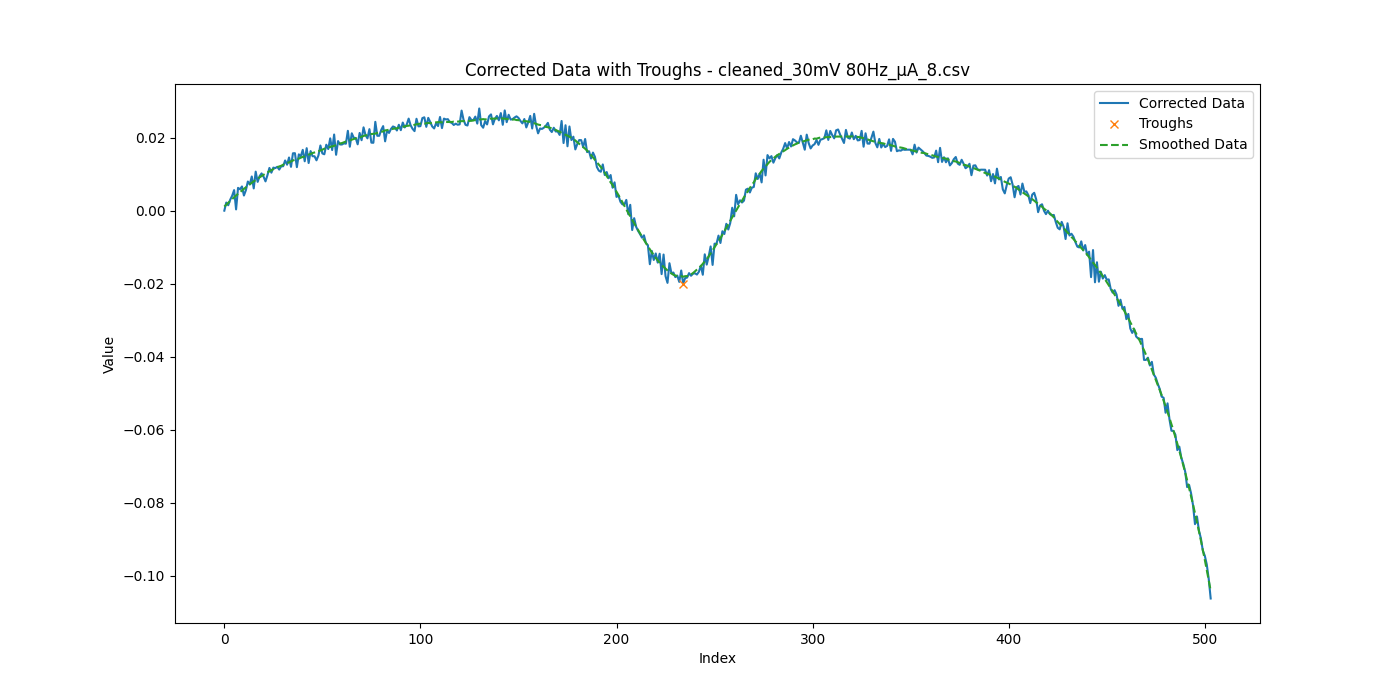 Corrected Data with Troughs - cleaned_30mV 80Hz_µA_8.csv
Corrected Data
Troughs
Smoothed Data
0.02
0.00
−0.02
−0.04
−0.06
−0.08
−0.10
Value
0
100
200
300
400
500
Index